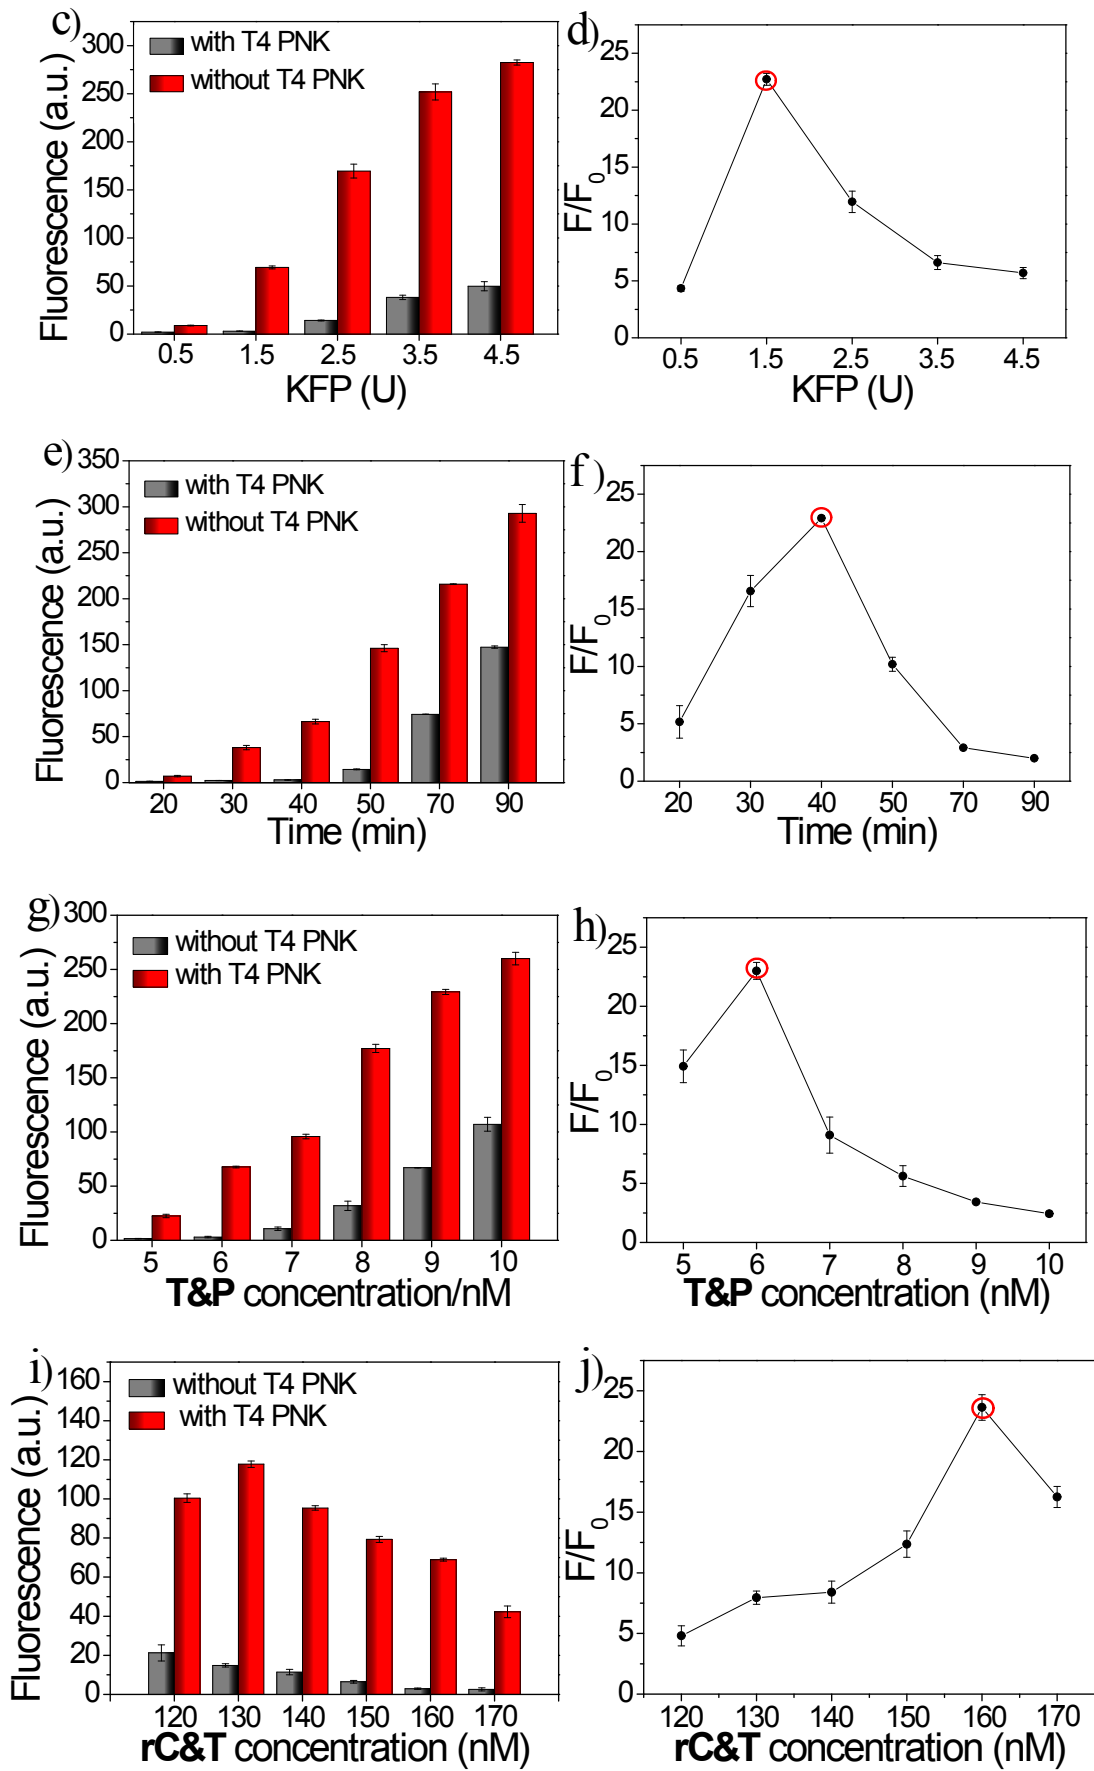 c)
300
250
200
150
100
50
0
Fluorescence (a.u.)
with T4 PNK
without T4 PNK
0.5 1.5 2.5 3.5 4.5
KFP (U)
d)
25
20
15
10
5
0
F/F0
0.5 1.5 2.5 3.5 4.5
KFP (U)
e)
350
300
250
200
150
100
50
0
Fluorescence (a.u.)
with T4 PNK
without T4 PNK
20 30 40 50 70 90
Time (min)
f)
25
20
15
10
5
0
F/F0
20 30 40 50 70 90
Time (min)
g)
300
250
200
150
100
50
0
Fluorescence (a.u.)
without T4 PNK
with T4 PNK
5 6 7 8 9 10
T&P concentration/nM
h)
25
20
15
10
5
0
F/F0
5 6 7 8 9 10
T&P concentration (nM)
i)
160
140
120
100
80
60
40
20
0
Fluorescence (a.u.)
without T4 PNK
with T4 PNK
120 130 140 150 160 170
rC&T concentration (nM)
j)
25
20
15
10
5
0
F/F0
120 130 140 150 160 170
rC&T concentration (nM)